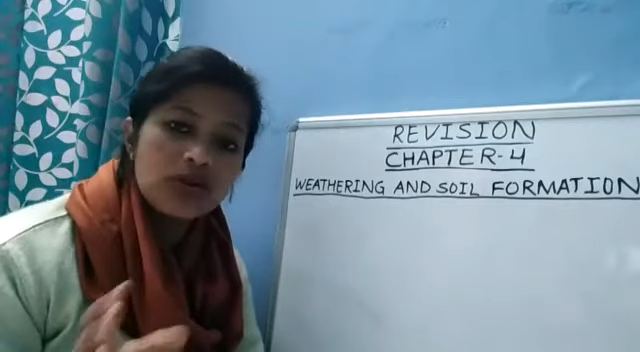 REVISION
CHAPTER-4
WEATHERING AND SOIL FORMATION